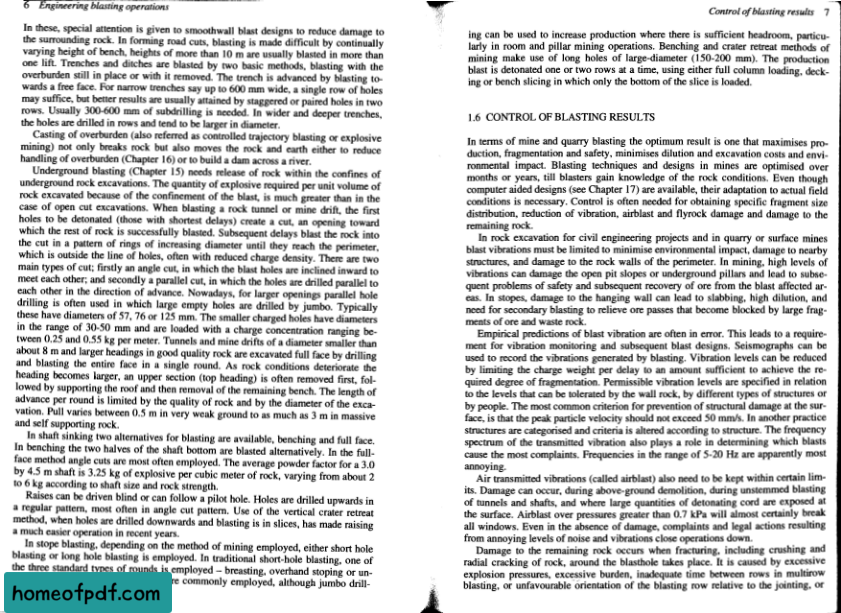 6 Engineering blasting operations
In these, special attention is given to smoothwall blast designs to reduce damage to
the surrounding rock. In forming road cuts, blasting is made difficult by continually
varying height of bench, heights of more than 10 m are usually blasted in more than
one lift. Trenches and ditches are blasted by two basic methods, blasting with the
overburden still in place or with it removed. The trench is advanced by blasting to-
wards a free face. For narrow trenches say up to 600 mm wide, a single row of holes
may suffice, but better results are usually attained by staggered or paired holes in two
rows. Usually 300-600 mm of subdrilling is needed. In wider and deeper trenches,
the holes are drilled in rows and tend to be larger in diameter.
Casting of overburden (also referred as controlled trajectory blasting or explosive
mining) not only breaks rock but also moves the rock and earth either to reduce
handling of overburden (Chapter 16) or to build a dam across a river.
Underground blasting (Chapter 15) needs release of rock within the confines of
underground rock excavations. The quantity of explosive required per unit volume of
rock excavated because of the confinement of the blast, is much greater than in the
case of open cut excavations. When blasting a rock tunnel or mine drift, the first
holes to be detonated (those with shortest delays) create a cut, an opening toward
which the rest of rock is successfully blasted. Subsequent delays blast the rock into
the cut in a pattern of rings of increasing diameter until they reach the perimeter,
which is outside the line of holes, often with reduced charge density. There are two
main types of cut; firstly an angle cut, in which the blast holes are inclined inward to
meet each other; and secondly a parallel cut, in which the holes are drilled parallel to
each other in the direction of advance. Nowadays, for larger openings parallel hole
drilling is often used in which large empty holes are drilled by jumbo. Typically
these have diameters of 57, 76 or 125 mm. The smaller charged holes have diameters
in the range of 30-50 mm and are loaded with a charge concentration ranging be-
tween 0.25 and 0.55 kg per meter. Tunnels and mine drifts of a diameter smaller than
about 8 m and larger headings in good quality rock are excavated full face by drilling
and blasting the entire face in a single round. As rock conditions deteriorate the
heading becomes larger, an upper section (top heading) is often removed first, fol-
lowed by supporting the roof and then removal of the remaining bench. The length of
advance per round is limited by the quality of rock and by the diameter of the exca-
vation. Pull varies between 0.5 m in very weak ground to as much as 3 m in massive
and self supporting rock.
In shaft sinking two alternatives for blasting are available, benching and full face.
In benching the two halves of the shaft bottom are blasted alternatively. In the full-
face method angle cuts are most often employed. The average powder factor for a 3.0
by 4.5 m shaft is 3.25 kg of explosive per cubic meter of rock, varying from about 2
to 6 kg according to shaft size and rock strength.
Raises can be driven blind or can follow a pilot hole. Holes are drilled upwards in
a regular pattern, most often in angle cut pattern. Use of the vertical crater retreat
method, when holes are drilled downwards and blasting is in slices, has made raising
a much easier operation in recent years.
In stope blasting, depending on the method of mining employed, either short hole
blasting or long hole blasting is employed. In traditional short-hole blasting, one of
the three standard types of rounds is employed – breasting, overhand stoping or un-
re commonly employed, although jumbo drill-
homeofpdf.com
Control of blasting results 7
ing can be used to increase production where there is sufficient headroom, particu-
larly in room and pillar mining operations. Benching and crater retreat methods of
mining make use of long holes of large-diameter (150-200 mm). The production
blast is detonated one or two rows at a time, using either full column loading, deck-
ing or bench slicing in which only the bottom of the slice is loaded.
1.6 CONTROL OF BLASTING RESULTS
In terms of mine and quarry blasting the optimum result is one that maximises pro-
duction, fragmentation and safety, minimises dilution and excavation costs and envi-
ronmental impact. Blasting techniques and designs in mines are optimised over
months or years, till blasters gain knowledge of the rock conditions. Even though
computer aided designs (see Chapter 17) are available, their adaptation to actual field
conditions is necessary. Control is often needed for obtaining specific fragment size
distribution, reduction of vibration, airblast and flyrock damage and damage to the
remaining rock.
In rock excavation for civil engineering projects and in quarry or surface mines
blast vibrations must be limited to minimise environmental impact, damage to nearby
structures, and damage to the rock walls of the perimeter. In mining, high levels of
vibrations can damage the open pit slopes or underground pillars and lead to subse-
quent problems of safety and subsequent recovery of ore from the blast affected ar-
eas. In stopes, damage to the hanging wall can lead to slabbing, high dilution, and
need for secondary blasting to relieve ore passes that become blocked by large frag-
ments of ore and waste rock.
Empirical predictions of blast vibration are often in error. This leads to a require-
ment for vibration monitoring and subsequent blast designs. Seismographs can be
used to record the vibrations generated by blasting. Vibration levels can be reduced
by limiting the charge weight per delay to an amount sufficient to achieve the re-
quired degree of fragmentation. Permissible vibration levels are specified in relation
to the levels that can be tolerated by the wall rock, by different types of structures or
by people. The most common criterion for prevention of structural damage at the sur-
face, is that the peak particle velocity should not exceed 50 mm/s. In another practice
structures are categorised and criteria is altered according to structure. The frequency
spectrum of the transmitted vibration also plays a role in determining which blasts
cause the most complaints. Frequencies in the range of 5-20 Hz are apparently most
annoying.
Air transmitted vibrations (called airblast) also need to be kept within certain lim-
its. Damage can occur, during above-ground demolition, during unstemmed blasting
of tunnels and shafts, and where large quantities of detonating cord are exposed at
the surface. Airblast over pressures greater than 0.7 kPa will almost certainly break
all windows. Even in the absence of damage, complaints and legal actions resulting
from annoying levels of noise and vibrations close operations down.
Damage to the remaining rock occurs when fracturing, including crushing and
radial cracking of rock, around the blasthole takes place. It is caused by excessive
explosion pressures, excessive burden, inadequate time between rows in multirow
blasting, or unfavourable orientation of the blasting row relative to the jointing, or